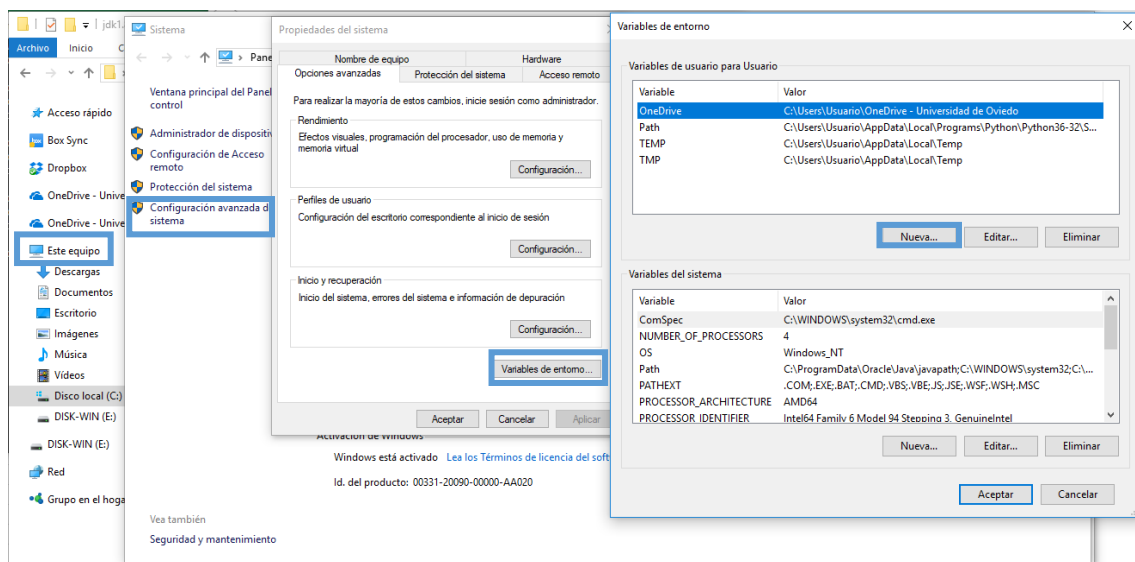 jdk1.
Archivo
Inicio
Acceso rápido
Box Sync
Dropbox
OneDrive - Unive
OneDrive - Unive
Este equipo
Descargas
Documentos
Escritorio
Imágenes
Música
Vídeos
Disco local (C:)
DISK-WIN (E:)
DISK-WIN (E:)
Red
Grupo en el hoga
Sistema
Pane
Ventana principal del Panel
control
Administrador de dispositiv
Configuración de Acceso
remoto
Protección del sistema
Configuración avanzada d
sistema
Activación de Windows
Windows está activado Lea los Términos de licencia del soft
Id. del producto: 00331-20090-00000-AA020
Vea también
Seguridad y mantenimiento
Propiedades del sistema
Nombre de equipo Hardware
Opciones avanzadas Protección del sistema Acceso remoto
Para realizar la mayoría de estos cambios, inicie sesión como administrador.
Rendimiento
Efectos visuales, programación del procesador, uso de memoria y
memoria virtual
Configuración...
Perfiles de usuario
Configuración del escritorio correspondiente al inicio de sesión
Configuración...
Inicio y recuperación
Inicio del sistema, errores del sistema e información de depuración
Configuración...
Variables de entorno...
Aceptar Cancelar Aplicar
Variables de entorno
Variables de usuario para Usuario
Variable Valor
OneDrive C:\Users\Usuario\OneDrive - Universidad de Oviedo
Path C:\Users\Usuario\AppData\Local\Programs\Python\Python36-32\S...
TEMP C:\Users\Usuario\AppData\Local\Temp
TMP C:\Users\Usuario\AppData\Local\Temp
Nueva... Editar... Eliminar
Variables del sistema
Variable Valor
ComSpec C:\WINDOWS\system32\cmd.exe
NUMBER_OF_PROCESSORS 4
OS Windows_NT
Path C:\ProgramData\Oracle\Java\javapath;C:\WINDOWS\system32;C:\...
PATHEXT .COM;.EXE;.BAT;.CMD;.VBS;.VBE;.JS;.JSE;.WSF;.WSH;.MSC
PROCESSOR_ARCHITECTURE AMD64
PROCESSOR_IDENTIFIER Intel64 Family 6 Model 94 Stepping 3, GenuineIntel
Nueva... Editar... Eliminar
Aceptar Cancelar